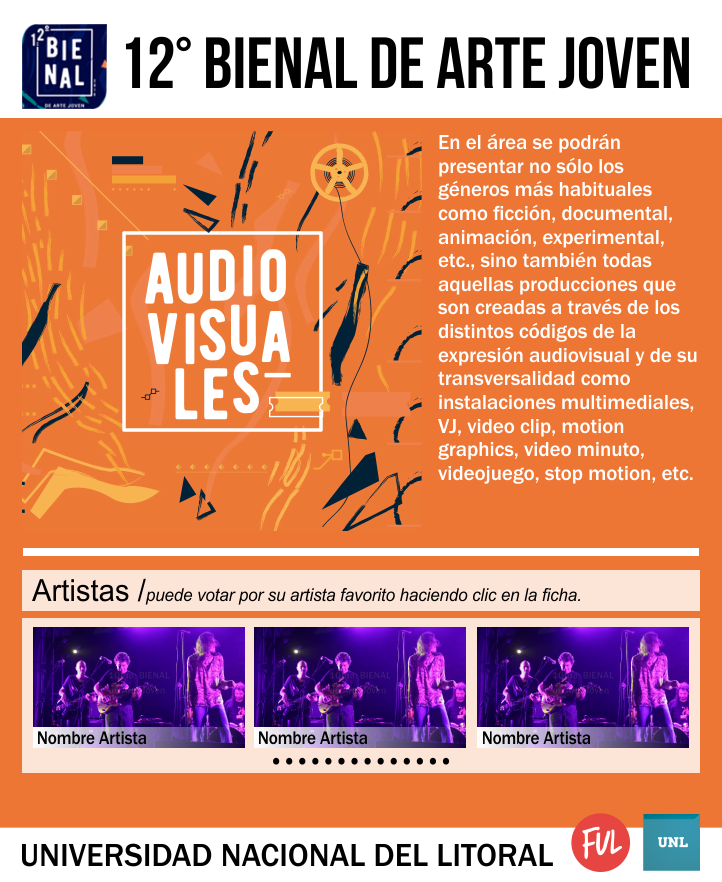 12°
BIE
NAL
DE ARTE JOVEN
12° BIENAL DE ARTE JOVEN
AUDIO
VISUA
LES
En el área se podrán
presentar no sólo los
géneros más habituales
como ficción, documental,
animación, experimental,
etc., sino también todas
aquellas producciones que
son creadas a través de los
distintos códigos de la
expresión audiovisual y de su
transversalidad como
instalaciones multimediales,
VJ, video clip, motion
graphics, video minuto,
videojuego, stop motion, etc.
Artistas /puede votar por su artista favorito haciendo clic en la ficha.
BIENAL
BIENAL
BIENAL
Nombre Artista
Nombre Artista
Nombre Artista
UNIVERSIDAD NACIONAL DEL LITORAL
FUL
UNL